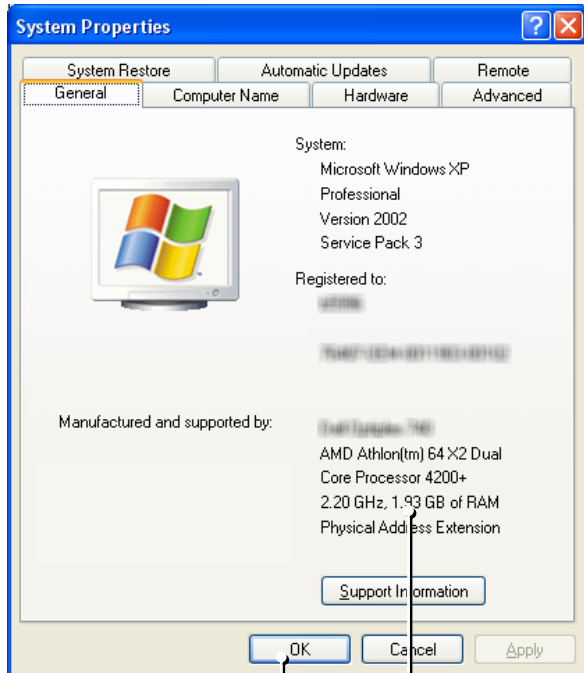 System Properties
System Restore Automatic Updates Remote
General Computer Name Hardware Advanced
System:
Microsoft Windows XP
Professional
Version 2002
Service Pack 3
Registered to:
Manufactured and supported by:
AMD Athlon(tm) 64 X2 Dual
Core Processor 4200+
2.20 GHz, 1.93 GB of RAM
Physical Address Extension
Support Information
OK Cancel Apply